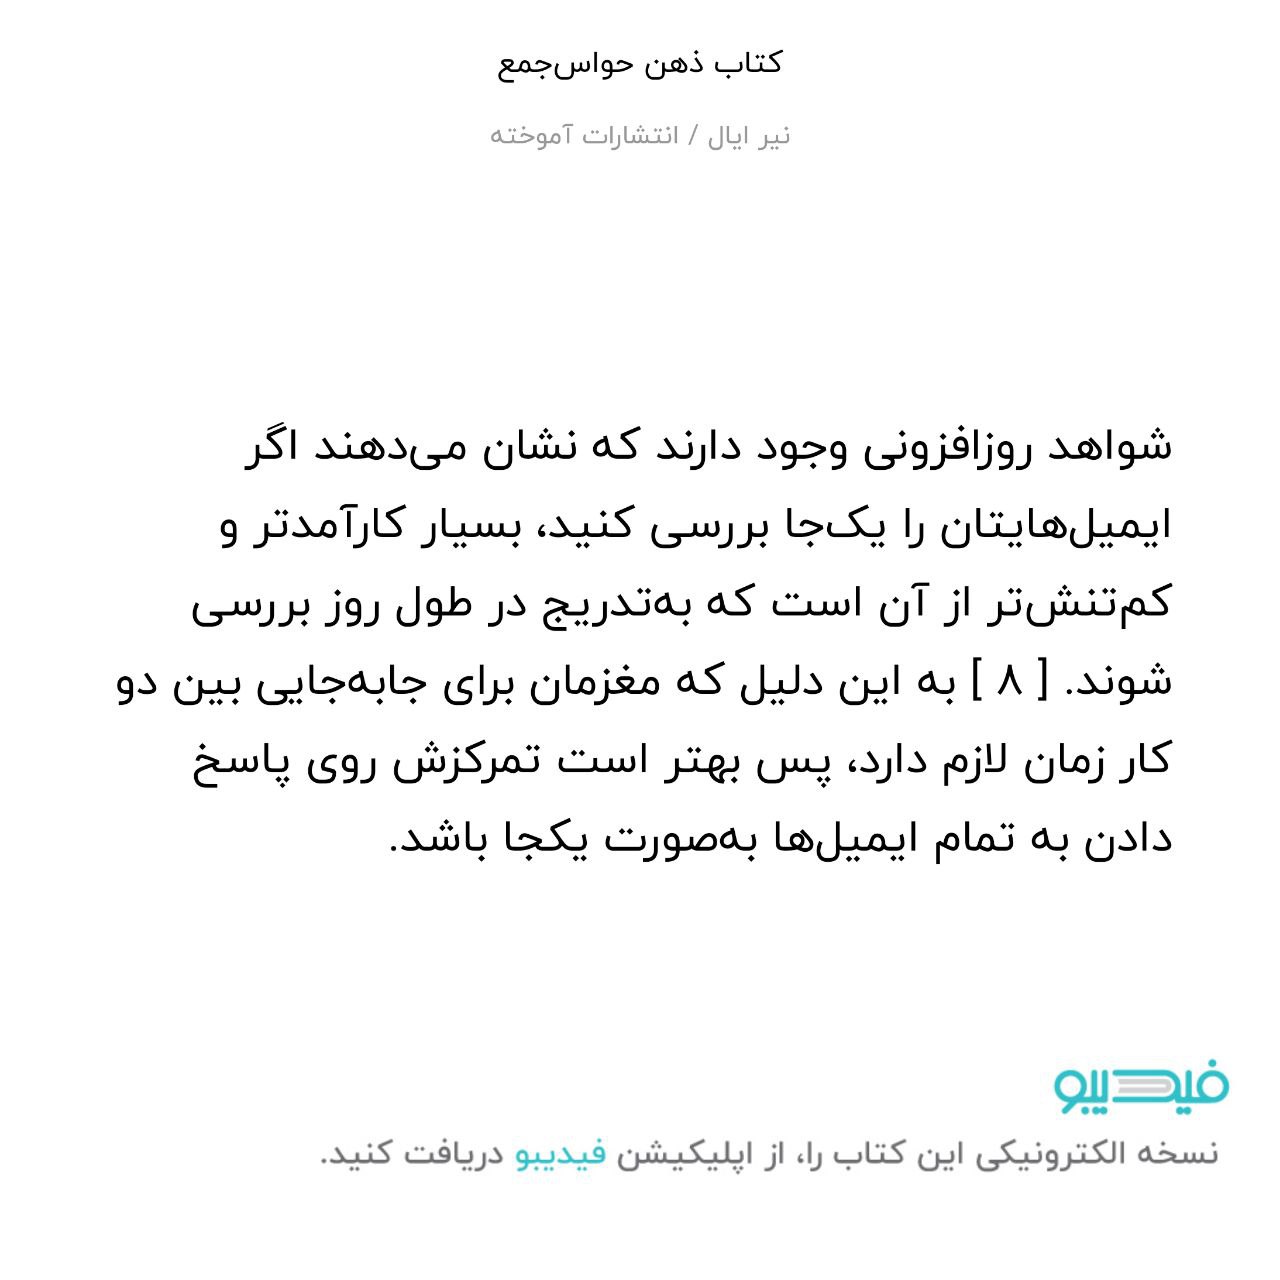 کتاب ذهن حواس‌جمع
نیر ایال / انتشارات آموخته
شواهد روزافزونی وجود دارند که نشان می‌دهند اگر
ایمیل‌هایتان را یک‌جا بررسی کنید، بسیار کارآمدتر و
کم‌تنش‌تر از آن است که به‌تدریج در طول روز بررسی
شوند. [ ۸ ] به این دلیل که مغزمان برای جابه‌جایی بین دو
کار زمان لازم دارد، پس بهتر است تمرکزش روی پاسخ
دادن به تمام ایمیل‌ها به‌صورت یکجا باشد.
فیدیبو
نسخه الکترونیکی این کتاب را، از اپلیکیشن فیدیبو دریافت کنید.